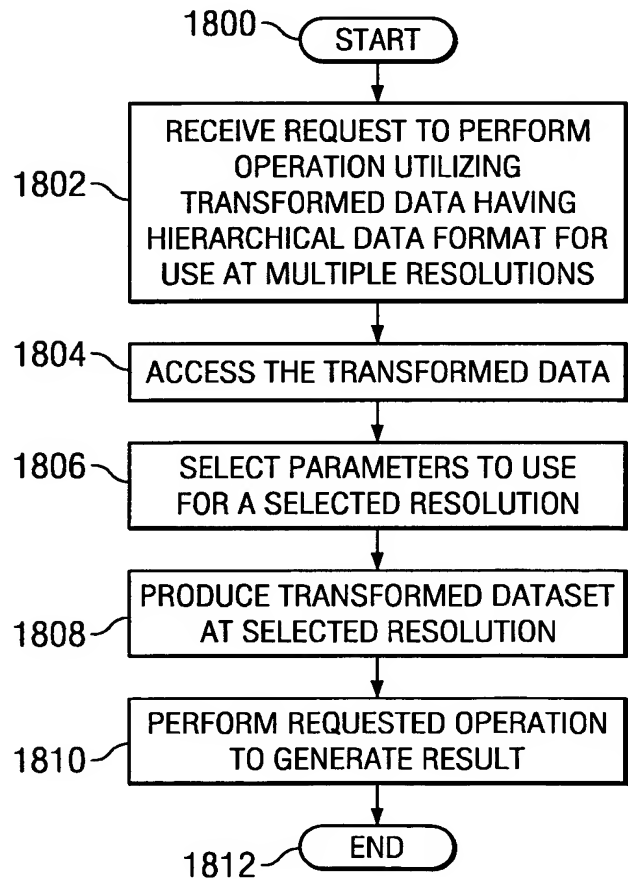 1800
START
1802
RECEIVE REQUEST TO PERFORM
OPERATION UTILIZING
TRANSFORMED DATA HAVING
HIERARCHICAL DATA FORMAT FOR
USE AT MULTIPLE RESOLUTIONS
1804
ACCESS THE TRANSFORMED DATA
1806
SELECT PARAMETERS TO USE
FOR A SELECTED RESOLUTION
1808
PRODUCE TRANSFORMED DATASET
AT SELECTED RESOLUTION
1810
PERFORM REQUESTED OPERATION
TO GENERATE RESULT
1812
END